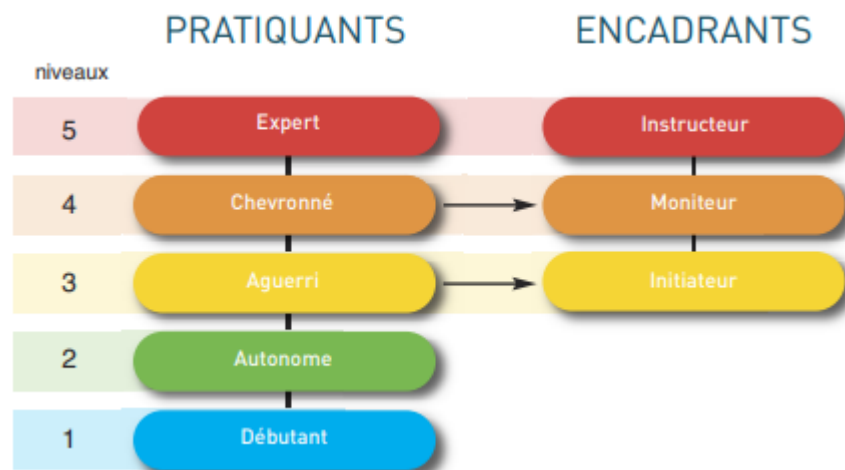 PRATIQUANTS ENCADRANTS
niveaux
5 Expert Instructeur
4 Chevronné Moniteur
3 Aguerri Initiateur
2 Autonome
1 Débutant